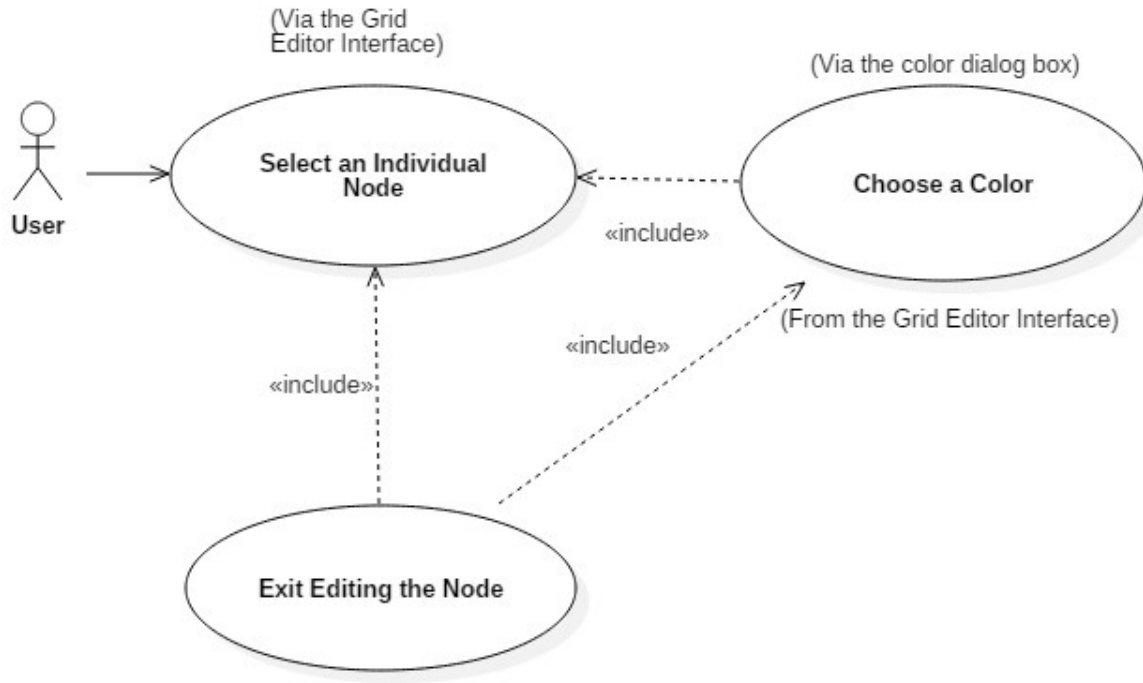 (Via the Grid
Editor Interface)
(Via the color dialog box)
Select an Individual
Node
Choose a Color
User
«include»
(From the Grid Editor Interface)
«include»
«include»
Exit Editing the Node